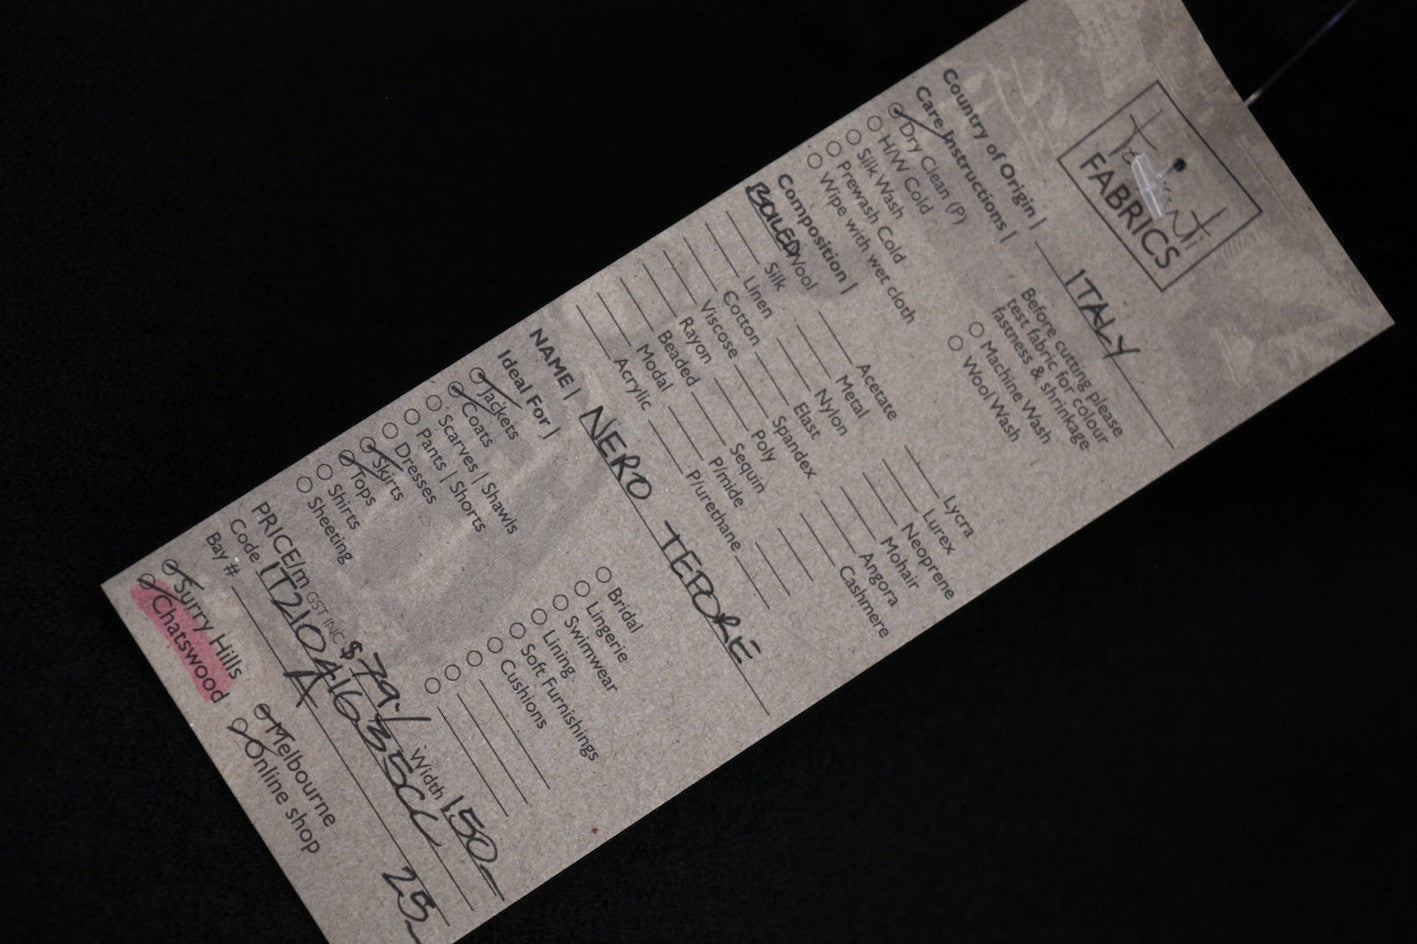 FABRICS
Country of Origin | ITALY
Care Instructions |
Dry Clean (P)
H/W Cold
Silk Wash
Prewash Cold
Wipe with wet cloth
Before cutting please
test fabric for colour
fastness & shrinkage
Machine Wash
Wool Wash
Composition |
BOILED Wool
Silk
Linen
Cotton
Viscose
Rayon
Beaded
Modal
Acrylic
Acetate
Metal
Nylon
Elast
Spandex
Poly
Sequin
P/mide
P/urethane
Lycra
Lurex
Neoprene
Mohair
Angora
Cashmere
NAME | NERO TEPORE
Ideal For |
Jackets
Coats
Scarves | Shawls
Pants | Shorts
Dresses
Skirts
Tops
Shirts
Sheeting
Bridal
Lingerie
Swimwear
Lining
Soft Furnishings
Cushions
PRICE/m GST INC $79·/ Width 150
Code IT21041635CC
Bay # A 25
Surry Hills
Chatswood
Melbourne
Online shop